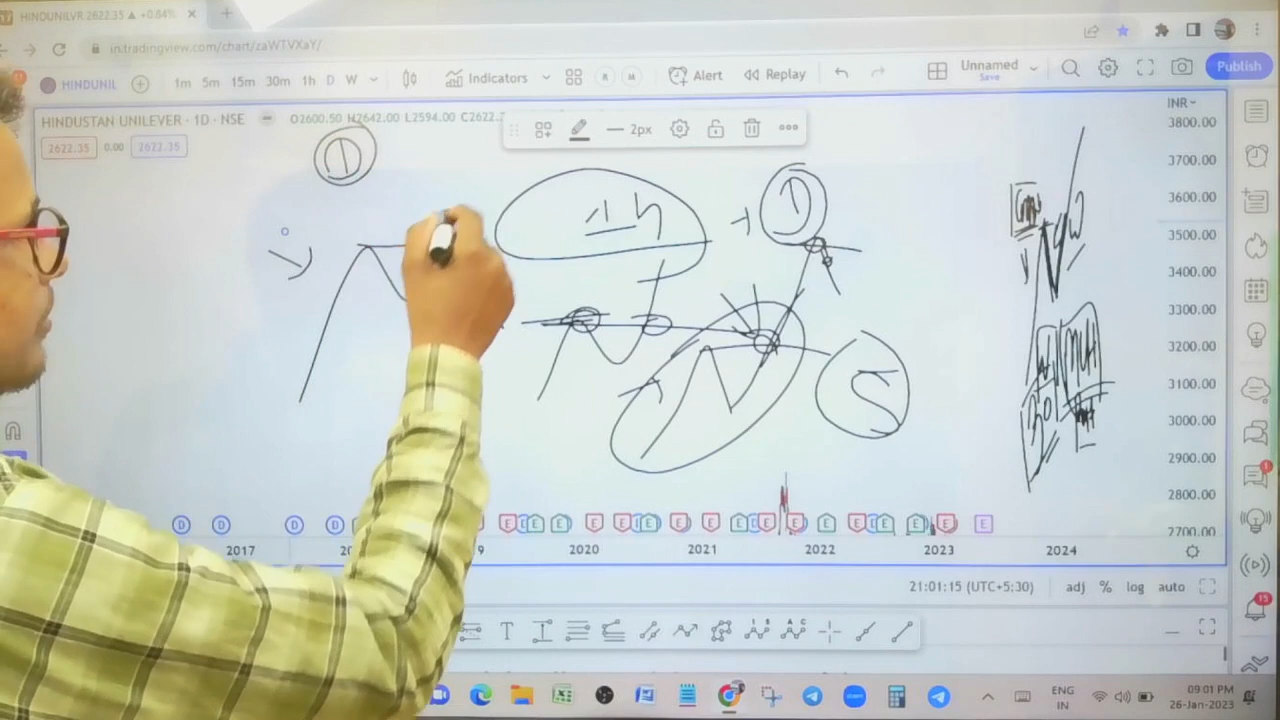 HINDUNILVR 2622.35 ▲ +0.84%
in.tradingview.com/chart/zaWTVXaY/
HINDUNIL 1m 5m 15m 30m 1h D W Indicators Alert Replay Unnamed Publish
Save
HINDUSTAN UNILEVER · 1D · NSE O2600.50 H2642.00 L2594.00 C2622.
2px
INR
2622.35 0.00 2622.35
3800.00
3700.00
3600.00
3500.00
3400.00
3300.00
3200.00
3100.00
3000.00
2900.00
2800.00
2700.00
D
1h
D
S
D D D D E E E E E E E E E E E E E E E E
2017 2020 2021 2022 2023 2024
21:01:15 (UTC+5:30) adj % log auto
ENG
IN
09:01 PM
26-Jan-2023